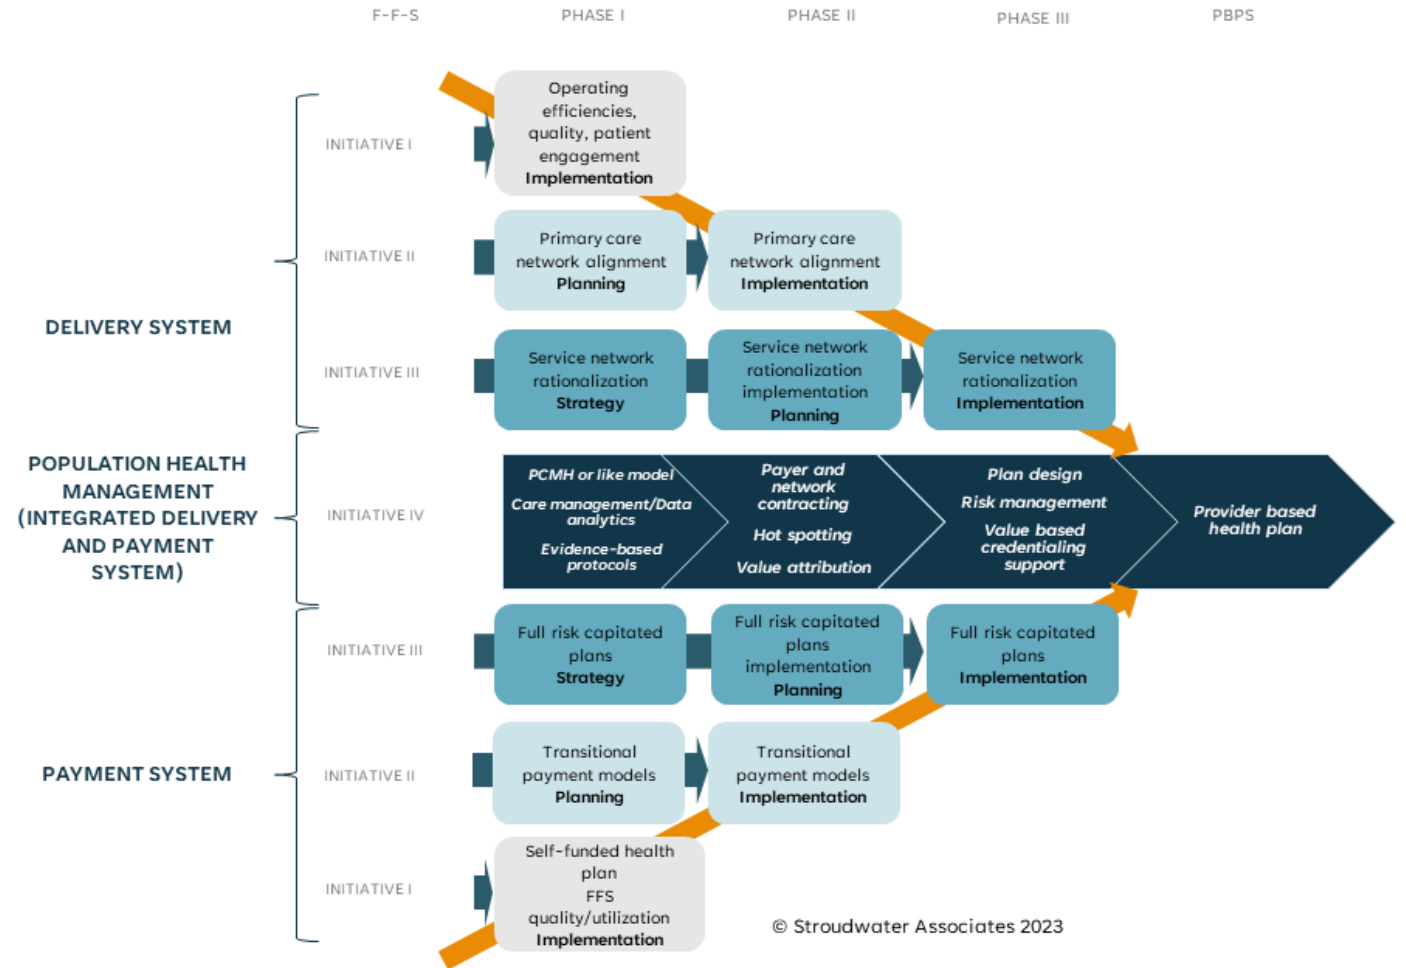 F-F-S
PHASE I
PHASE II
PHASE III
PBPS
DELIVERY SYSTEM
INITIATIVE I
Operating
efficiencies,
quality, patient
engagement
Implementation
INITIATIVE II
Primary care
network alignment
Planning
Primary care
network alignment
Implementation
INITIATIVE III
Service network
rationalization
Strategy
Service network
rationalization
implementation
Planning
Service network
rationalization
Implementation
POPULATION HEALTH
MANAGEMENT
(INTEGRATED DELIVERY
AND PAYMENT
SYSTEM)
INITIATIVE IV
PCMH or like model
Care management/Data
analytics
Evidence-based
protocols
Payer and
network
contracting
Hot spotting
Value attribution
Plan design
Risk management
Value based
credentialing
support
Provider based
health plan
PAYMENT SYSTEM
INITIATIVE III
Full risk capitated
plans
Strategy
Full risk capitated
plans
implementation
Planning
Full risk capitated
plans
Implementation
INITIATIVE II
Transitional
payment models
Planning
Transitional
payment models
Implementation
INITIATIVE I
Self-funded health
plan
FFS
quality/utilization
Implementation
© Stroudwater Associates 2023